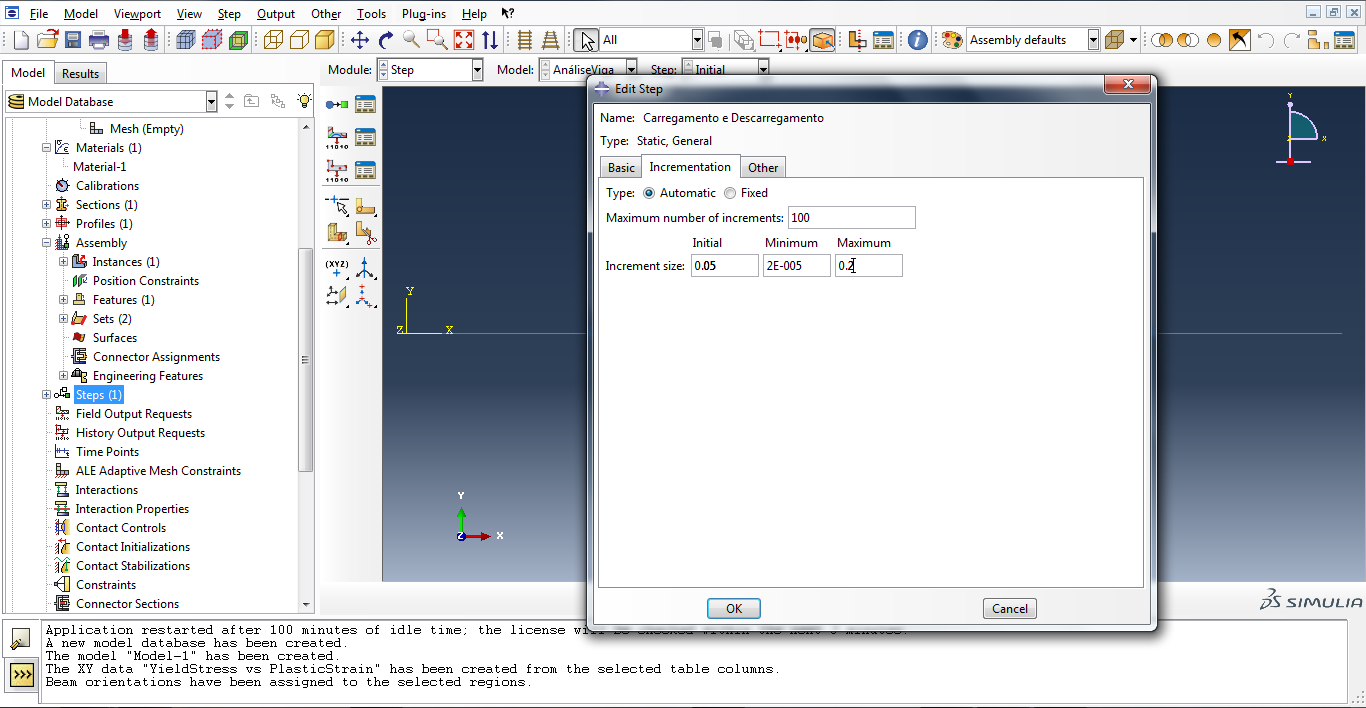 File Model Viewport View Step Output Other Tools Plug-ins Help ?
All
Assembly defaults
Model Results
Module: Step Model: AnáliseViga Step: Initial
Model Database
Mesh (Empty)
Materials (1)
Material-1
Calibrations
Sections (1)
Profiles (1)
Assembly
Instances (1)
Position Constraints
Features (1)
Sets (2)
Surfaces
Connector Assignments
Engineering Features
Steps (1)
Field Output Requests
History Output Requests
Time Points
ALE Adaptive Mesh Constraints
Interactions
Interaction Properties
Contact Controls
Contact Initializations
Contact Stabilizations
Constraints
Connector Sections
(XYZ)
Y
Z X
Y
Z X
Y
X
Edit Step
Name: Carregamento e Descarregamento
Type: Static, General
Basic Incrementation Other
Type: Automatic Fixed
Maximum number of increments: 100
Initial Minimum Maximum
Increment size: 0.05 2E-005 0.2
OK Cancel
SIMULIA
Application restarted after 100 minutes of idle time; the license
A new model database has been created.
The model "Model-1" has been created.
The XY data "YieldStress vs PlasticStrain" has been created from the selected table columns.
Beam orientations have been assigned to the selected regions.